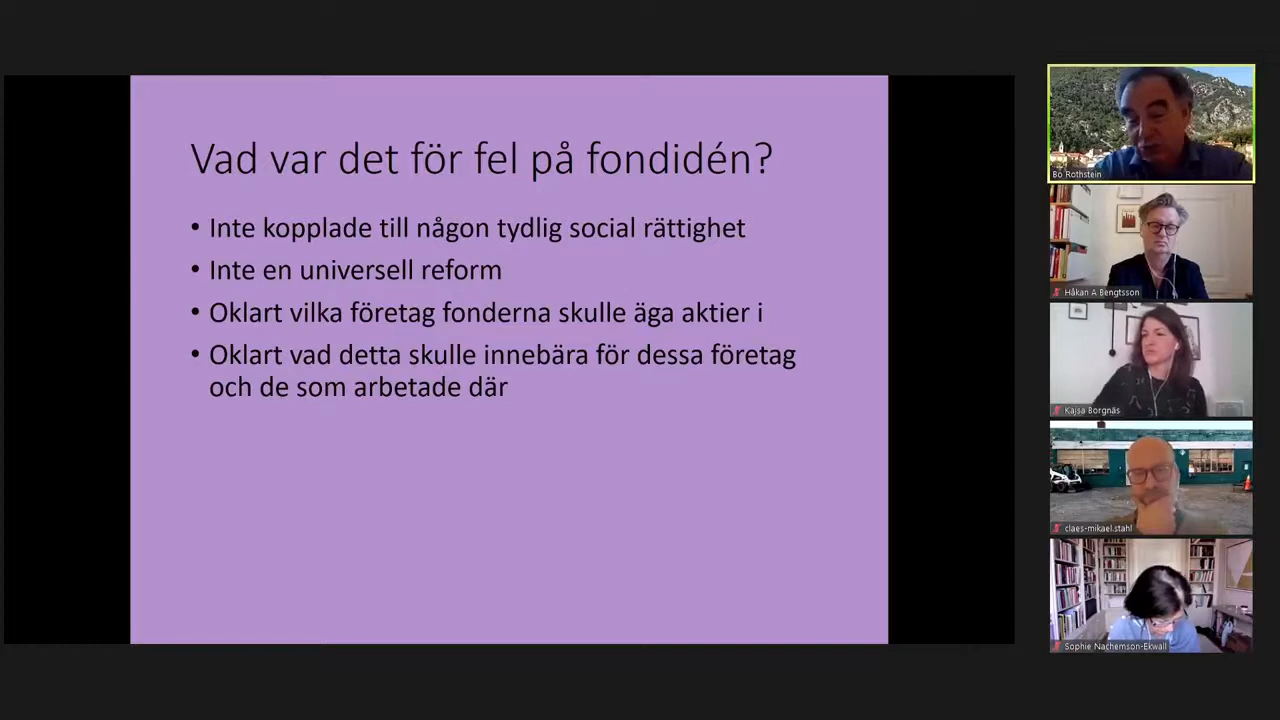 Vad var det för fel på fondidén?
• Inte kopplade till någon tydlig social rättighet
• Inte en universell reform
• Oklart vilka företag fonderna skulle äga aktier i
• Oklart vad detta skulle innebära för dessa företag
och de som arbetade där
Bo Rothstein
Håkan A Bengtsson
Kajsa Borgnäs
claes-mikael.stahl
Sophie Nachemson-Ekwall